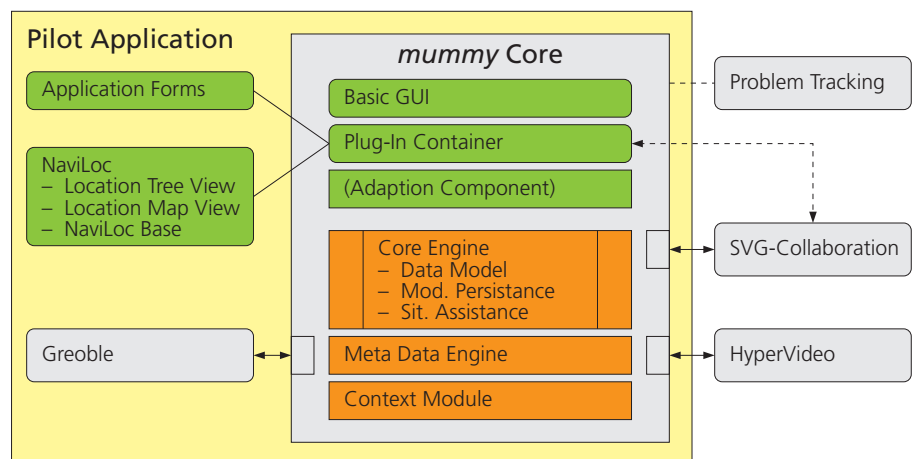 Pilot Application
mummy Core
Application Forms
Basic GUI
Problem Tracking
Plug-In Container
NaviLoc
– Location Tree View
– Location Map View
– NaviLoc Base
(Adaption Component)
Core Engine
– Data Model
– Mod. Persistance
– Sit. Assistance
SVG-Collaboration
Greoble
Meta Data Engine
HyperVideo
Context Module